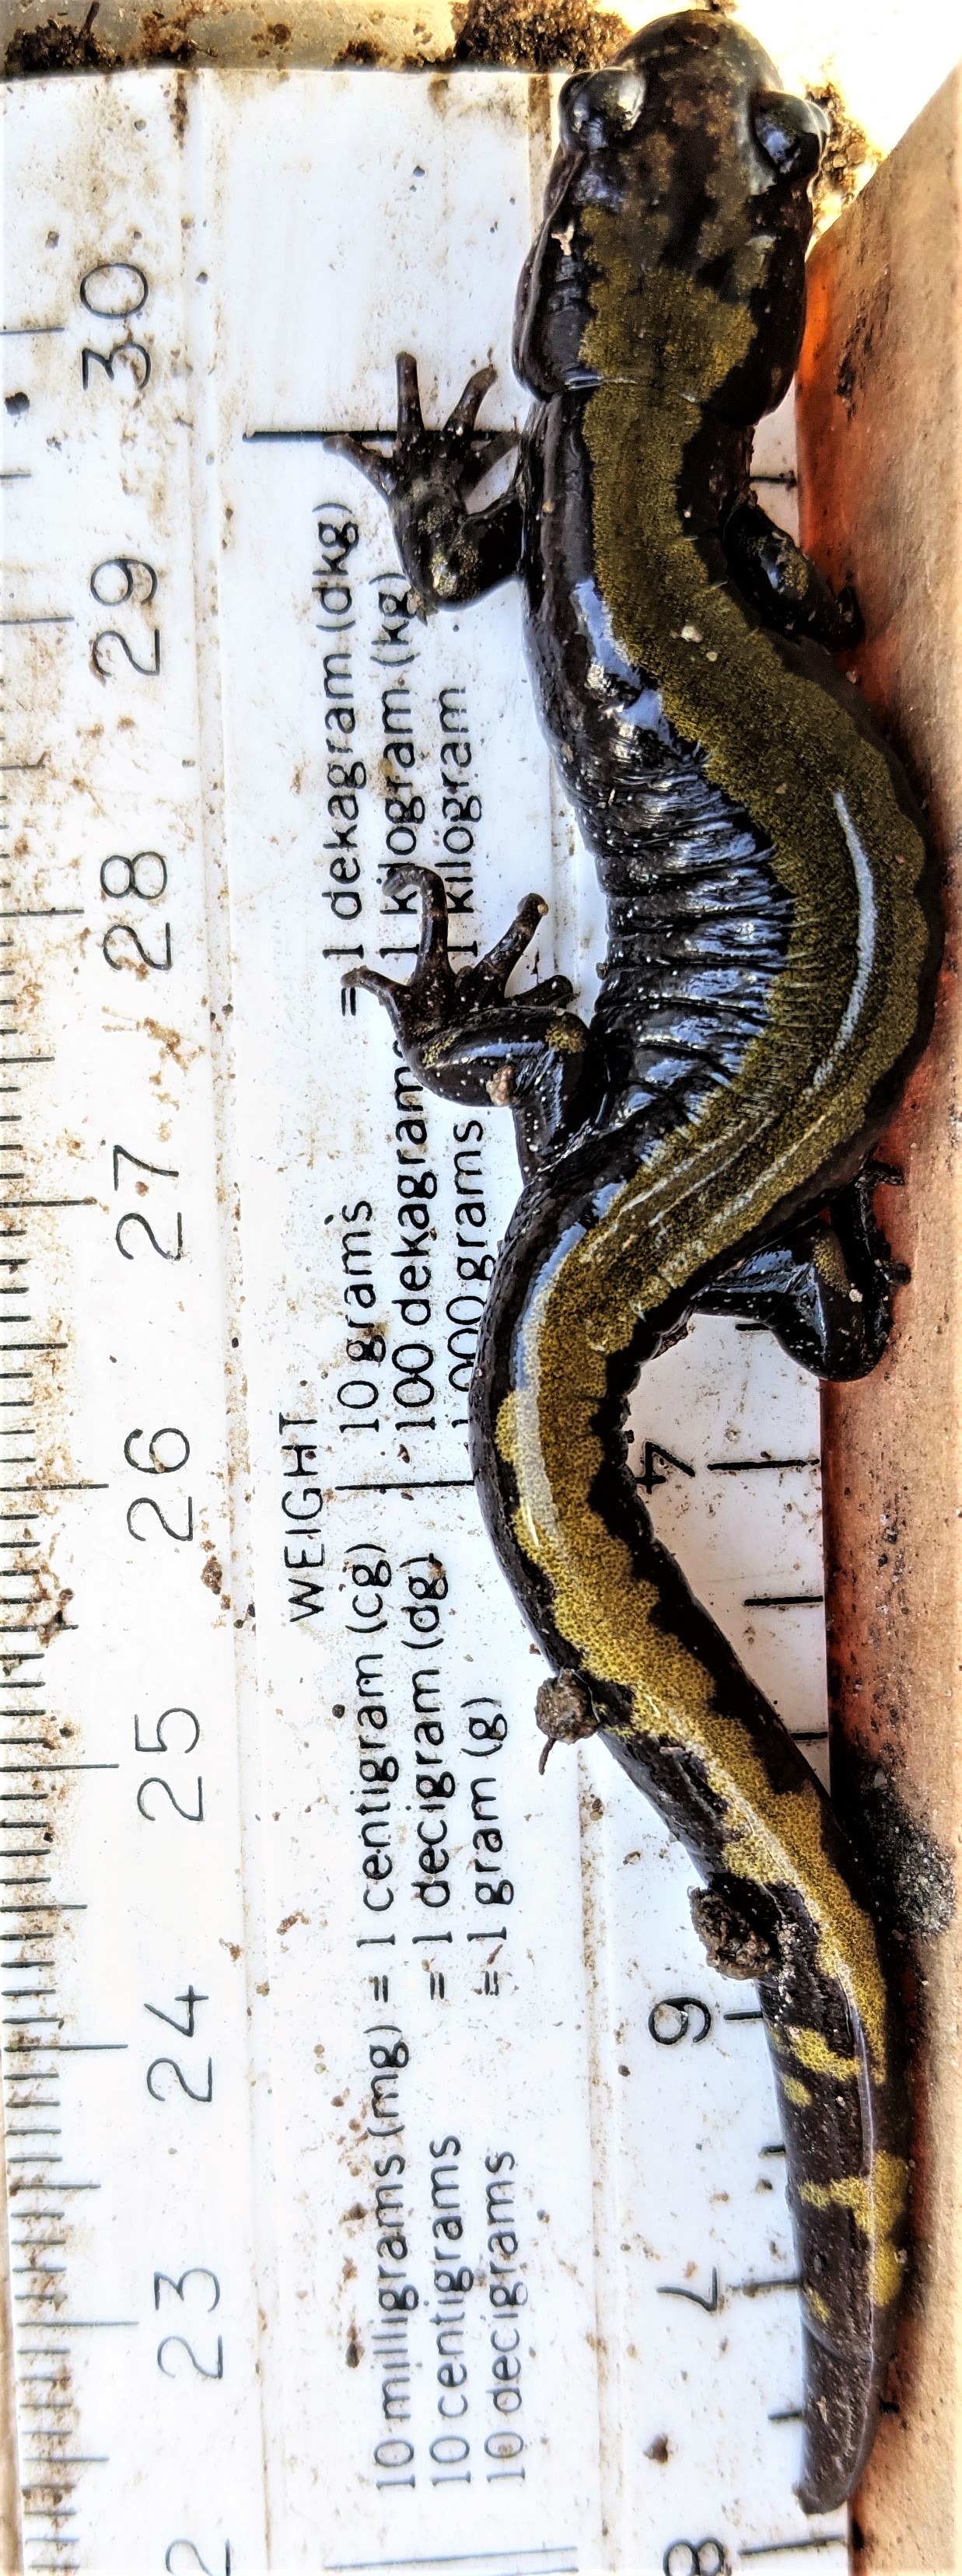 30
29
28
27
26
25
24
23
2
WEIGHT
10 milligrams (mg) = 1 centigram (cg)
10 centigrams = 1 decigram (dg)
10 decigrams = 1 gram (g)
10 grams = 1 dekagram (dkg)
100 dekagrams 1 kilogram (kg)
000 grams 1 kilogram
4
6
7
8